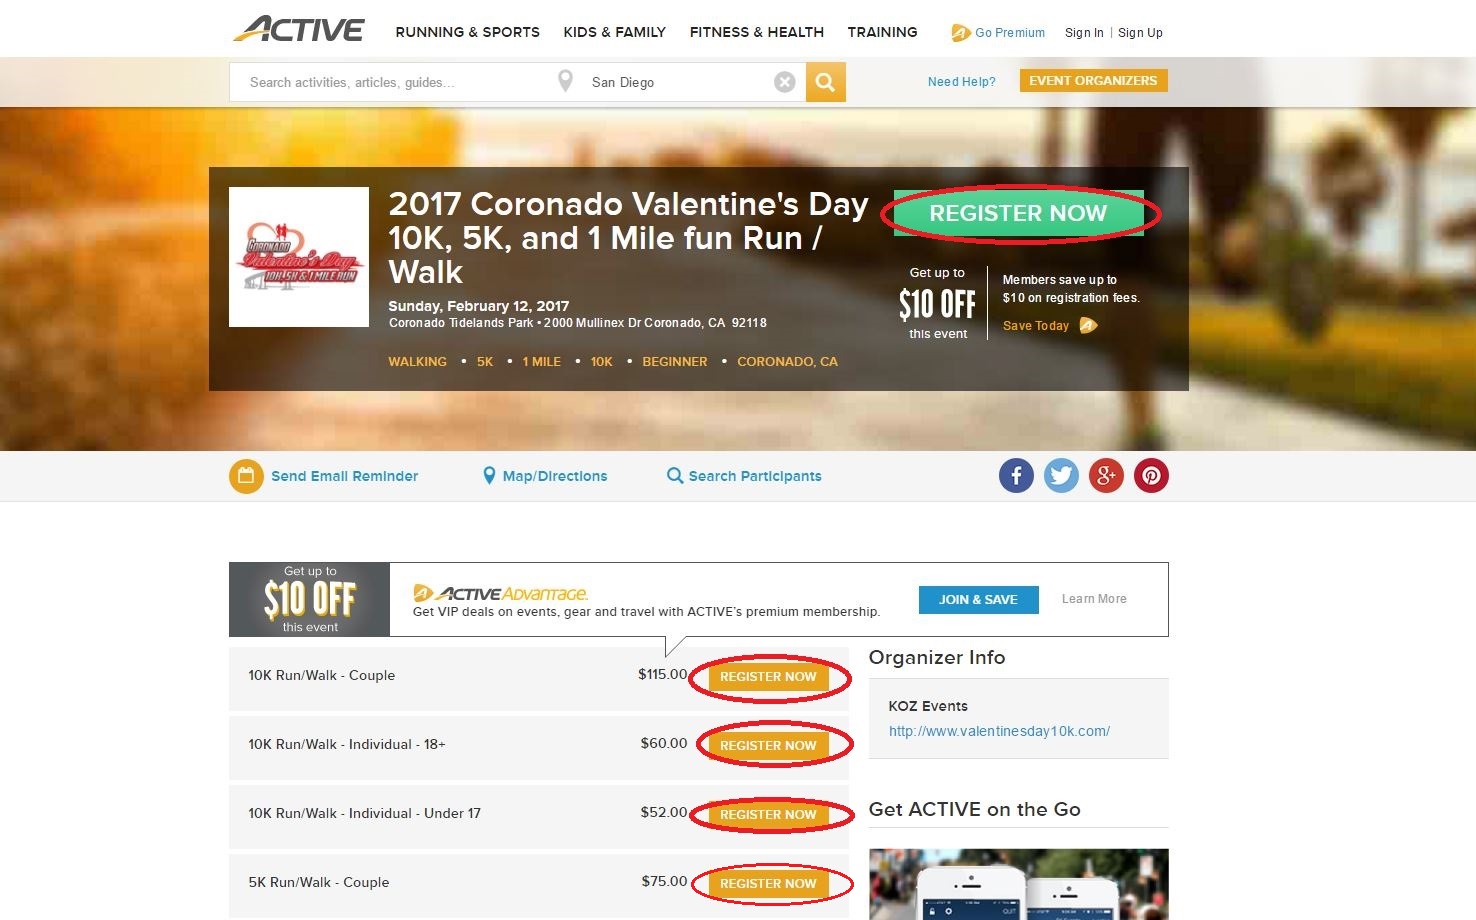 ACTIVE
RUNNING & SPORTS
KIDS & FAMILY
FITNESS & HEALTH
TRAINING
Go Premium
Sign In | Sign Up
Search activities, articles, guides...
San Diego
Need Help?
EVENT ORGANIZERS
CORONADO
Valentine's Day
10K, 5K & 1 MILE RUN
2017 Coronado Valentine's Day
10K, 5K, and 1 Mile fun Run /
Walk
Sunday, February 12, 2017
Coronado Tidelands Park • 2000 Mullinex Dr Coronado, CA 92118
WALKING • 5K • 1 MILE • 10K • BEGINNER • CORONADO, CA
REGISTER NOW
Get up to
$10 OFF
this event
Members save up to
$10 on registration fees.
Save Today
Send Email Reminder
Map/Directions
Search Participants
f
g+
Get up to
$10 OFF
this event
ACTIVE Advantage.
Get VIP deals on events, gear and travel with ACTIVE's premium membership.
JOIN & SAVE
Learn More
10K Run/Walk - Couple $115.00 REGISTER NOW
10K Run/Walk - Individual - 18+ $60.00 REGISTER NOW
10K Run/Walk - Individual - Under 17 $52.00 REGISTER NOW
5K Run/Walk - Couple $75.00 REGISTER NOW
Organizer Info
KOZ Events
http://www.valentinesday10k.com/
Get ACTIVE on the Go
QUIT